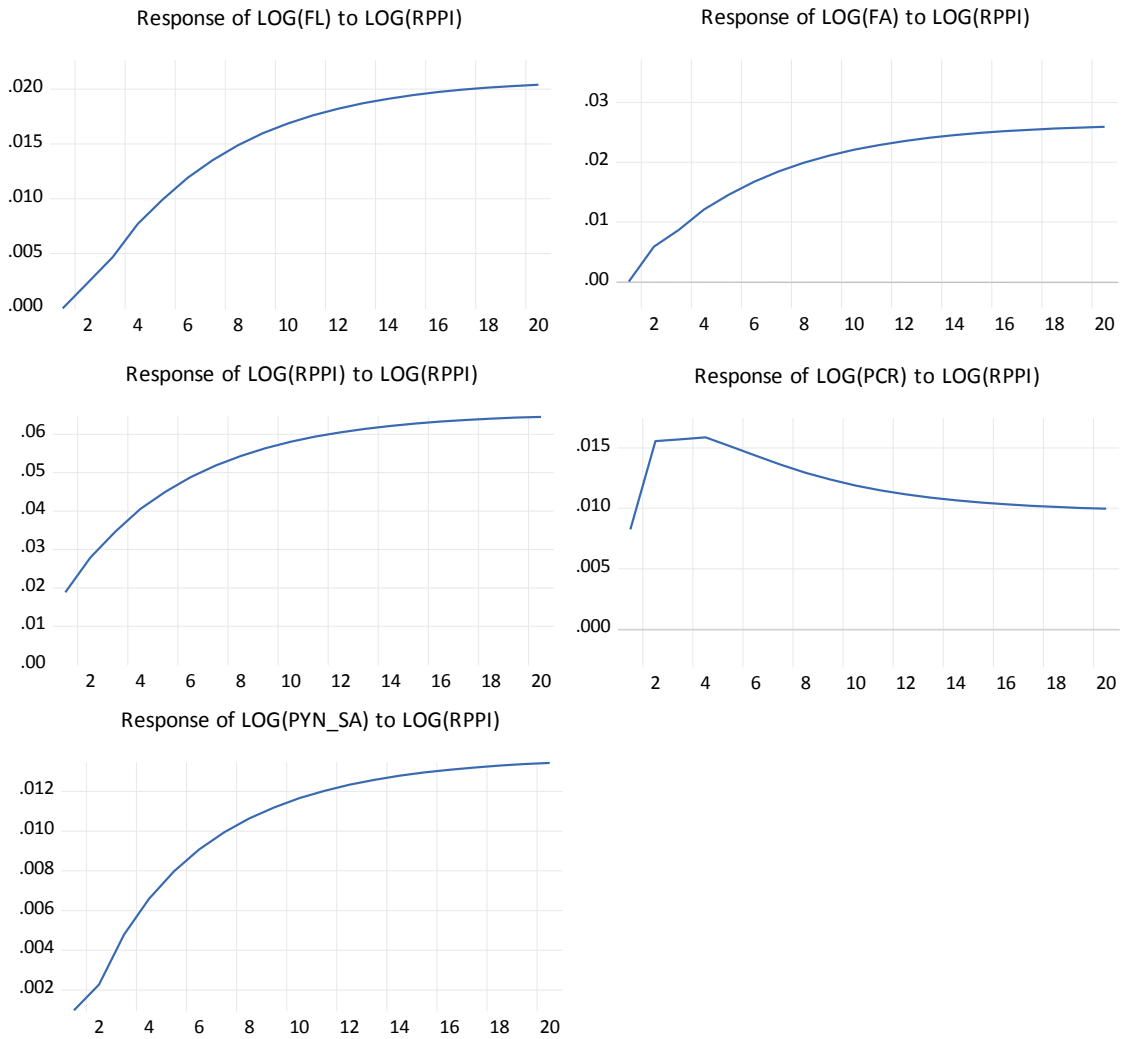 Response of LOG(FL) to LOG(RPPI)
.020
.015
.010
.005
.000
2 4 6 8 10 12 14 16 18 20
Response of LOG(FA) to LOG(RPPI)
.03
.02
.01
.00
2 4 6 8 10 12 14 16 18 20
Response of LOG(RPPI) to LOG(RPPI)
.06
.05
.04
.03
.02
.01
.00
2 4 6 8 10 12 14 16 18 20
Response of LOG(PCR) to LOG(RPPI)
.015
.010
.005
.000
2 4 6 8 10 12 14 16 18 20
Response of LOG(PYN_SA) to LOG(RPPI)
.012
.010
.008
.006
.004
.002
2 4 6 8 10 12 14 16 18 20